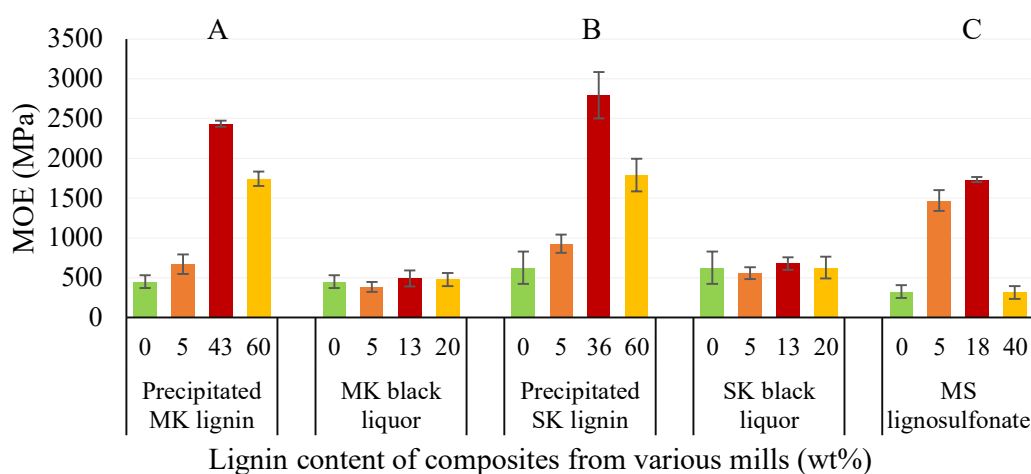 A B C
3500
3000
2500
2000
1500
1000
500
0
MOE (MPa)
0 5 43 60 0 5 13 20 0 5 36 60 0 5 13 20 0 5 18 40
Precipitated MK black Precipitated SK black MS
MK lignin liquor SK lignin liquor lignosulfonate
Lignin content of composites from various mills (wt%)